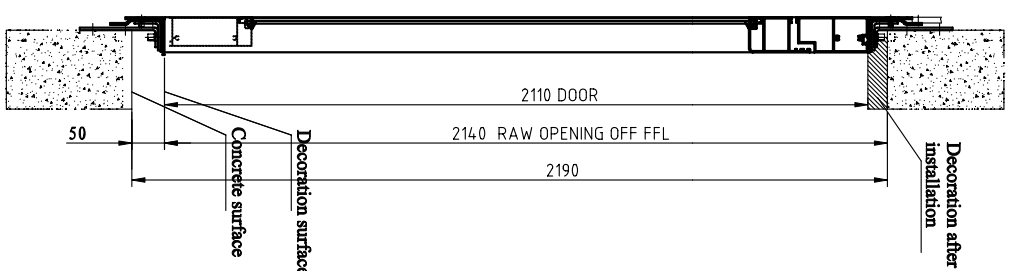 2110 DOOR
50
2140 RAW OPENING OFF FFL
2190
Concrete surface
Decoration surface
Decoration after
installation